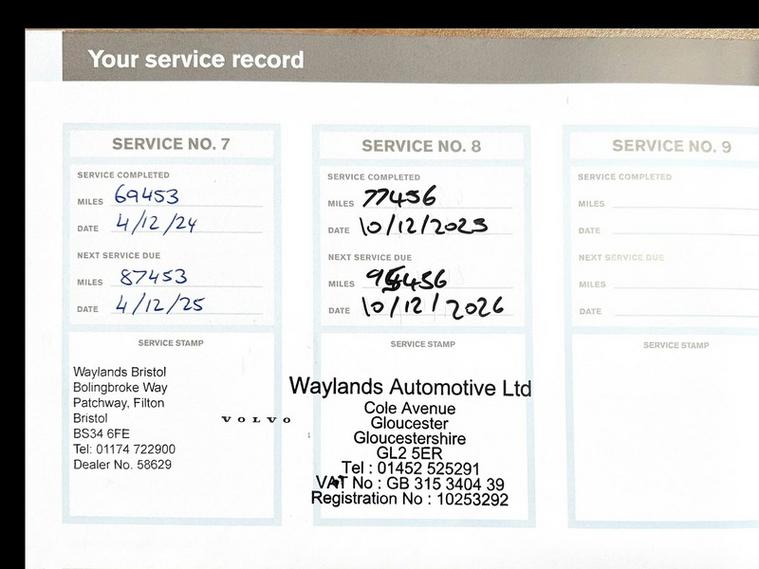 Your service record
SERVICE NO. 7
SERVICE COMPLETED
MILES 69453
DATE 4/12/24
NEXT SERVICE DUE
MILES 87453
DATE 4/12/25
SERVICE STAMP
Waylands Bristol
Bolingbroke Way
Patchway, Filton
Bristol
BS34 6FE
Tel: 01174 722900
Dealer No. 58629
VOLVO
SERVICE NO. 8
SERVICE COMPLETED
MILES 77456
DATE 10/12/2025
NEXT SERVICE DUE
MILES
DATE 10/12/2026
SERVICE STAMP
Waylands Automotive Ltd
Cole Avenue
Gloucester
Gloucestershire
GL2 5ER
Tel : 01452 525291
VAT No : GB 315 3404 39
Registration No : 10253292
SERVICE NO. 9
SERVICE COMPLETED
MILES
DATE
NEXT SERVICE DUE
MILES
DATE
SERVICE STAMP